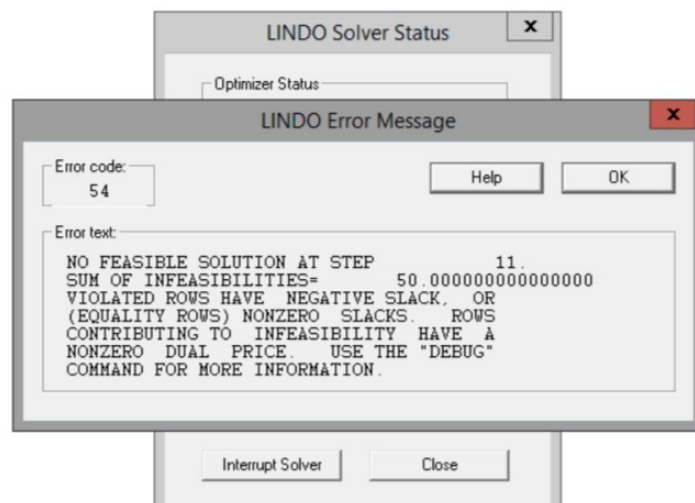 LINDO Solver Status
x
Optimizer Status
LINDO Error Message
x
Error code:
54
Help
OK
Error text:
NO FEASIBLE SOLUTION AT STEP 11.
SUM OF INFEASIBILITIES= 50.000000000000000
VIOLATED ROWS HAVE NEGATIVE SLACK, OR
(EQUALITY ROWS) NONZERO SLACKS. ROWS
CONTRIBUTING TO INFEASIBILITY HAVE A
NONZERO DUAL PRICE. USE THE "DEBUG"
COMMAND FOR MORE INFORMATION.
Interrupt Solver
Close